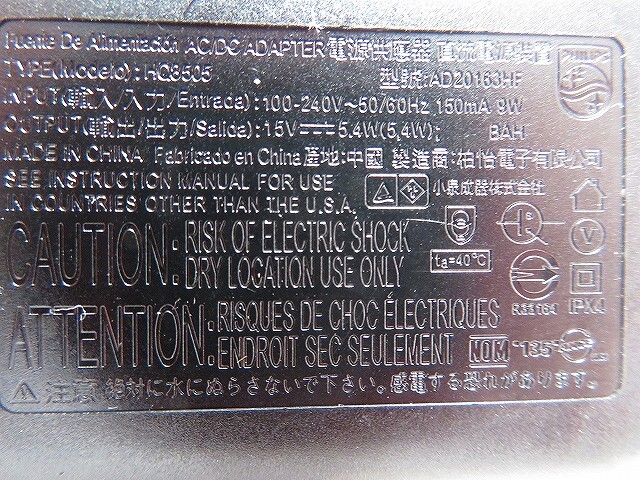 Fuente De Alimentación AC/DC ADAPTER 電源供應器 直流電源裝置
PHILIPS
TYPE(Modelo): HQ8505 型號:AD20163HF
INPUT(輸入/入力/Entrada): 100-240V~50/60Hz 150mA 9W
OUTPUT(輸出/出力/Salida): 15V 5.4W(5.4W); BAHI
MADE IN CHINA Fabricado en China 產地:中國 製造商:柏怡電子有限公司
SEE INSTRUCTION MANUAL FOR USE
IN COUNTRIES OTHER THAN THE U.S.A.
小泉成器株式会社
CAUTION: RISK OF ELECTRIC SHOCK
DRY LOCATION USE ONLY
ta=40°C
V
IPX4
ATTENTION: RISQUES DE CHOC ÉLECTRIQUES
ENDROIT SEC SEULEMENT
NOM
注意 絶対に水にぬらさないで下さい。感電する恐れがあります。